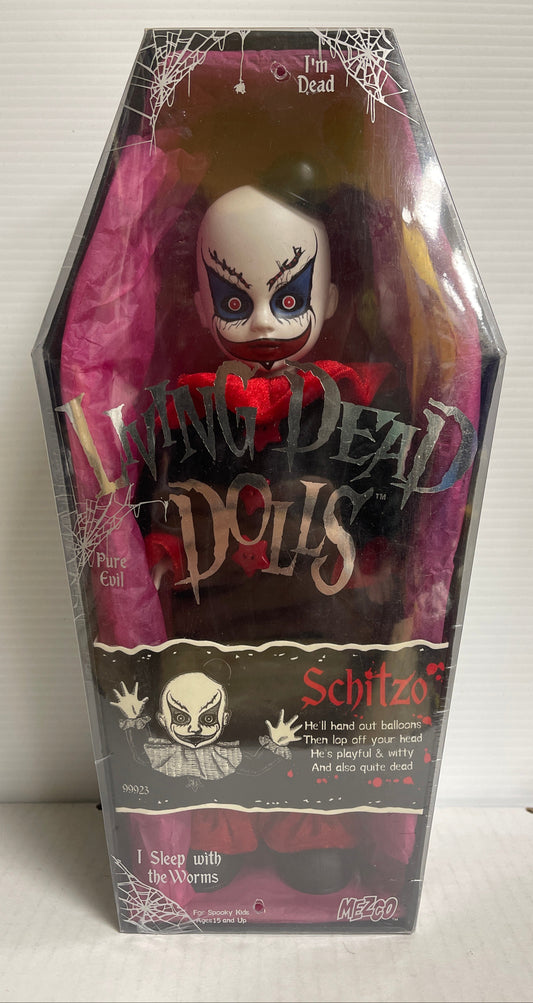 I'm
Dead
LIVING DEAD
DOLLS™
Pure
Evil
Schitzo
He'll hand out balloons
Then lop off your head
He's playful & witty
And also quite dead
99923
I Sleep with
the Worms
For Spooky Kids
Ages 15 and Up
MEZCO